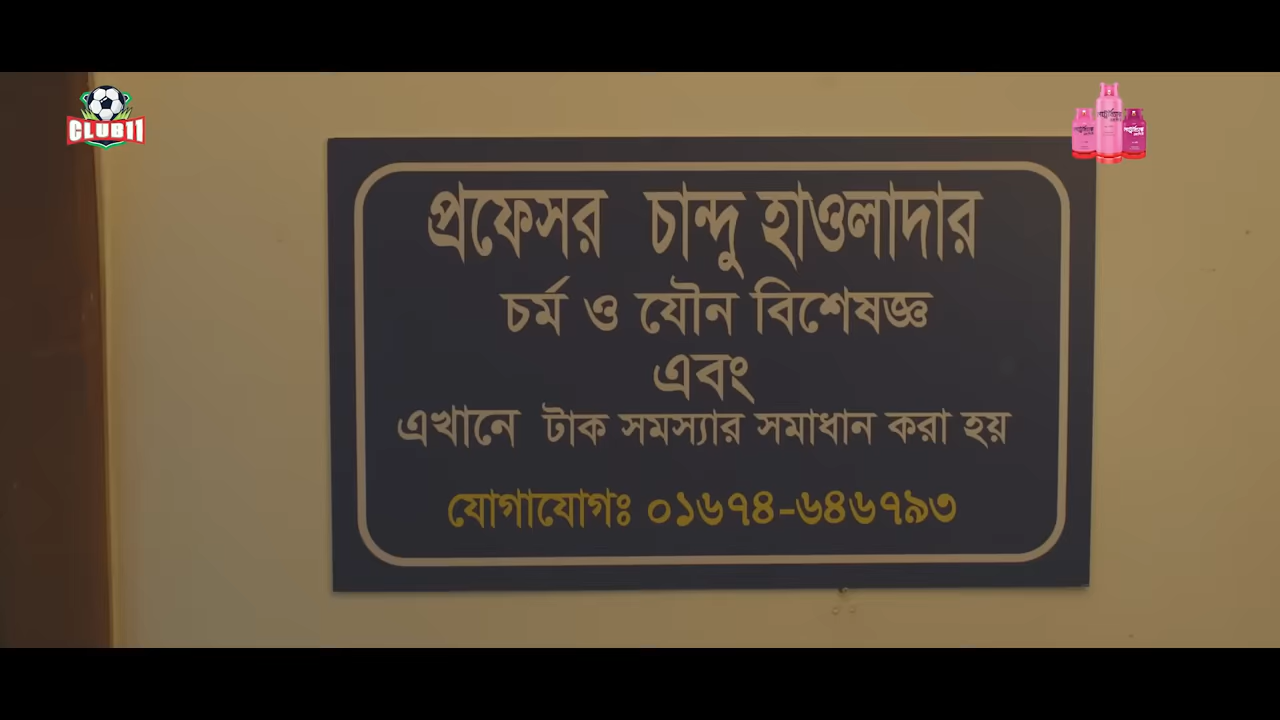 CLUB11
প্রফেসর চান্দু হাওলাদার
চর্ম ও যৌন বিশেষজ্ঞ
এবং
এখানে টাক সমস্যার সমাধান করা হয়
যোগাযোগঃ ০১৬৭৪-৬৪৬৭৯৩